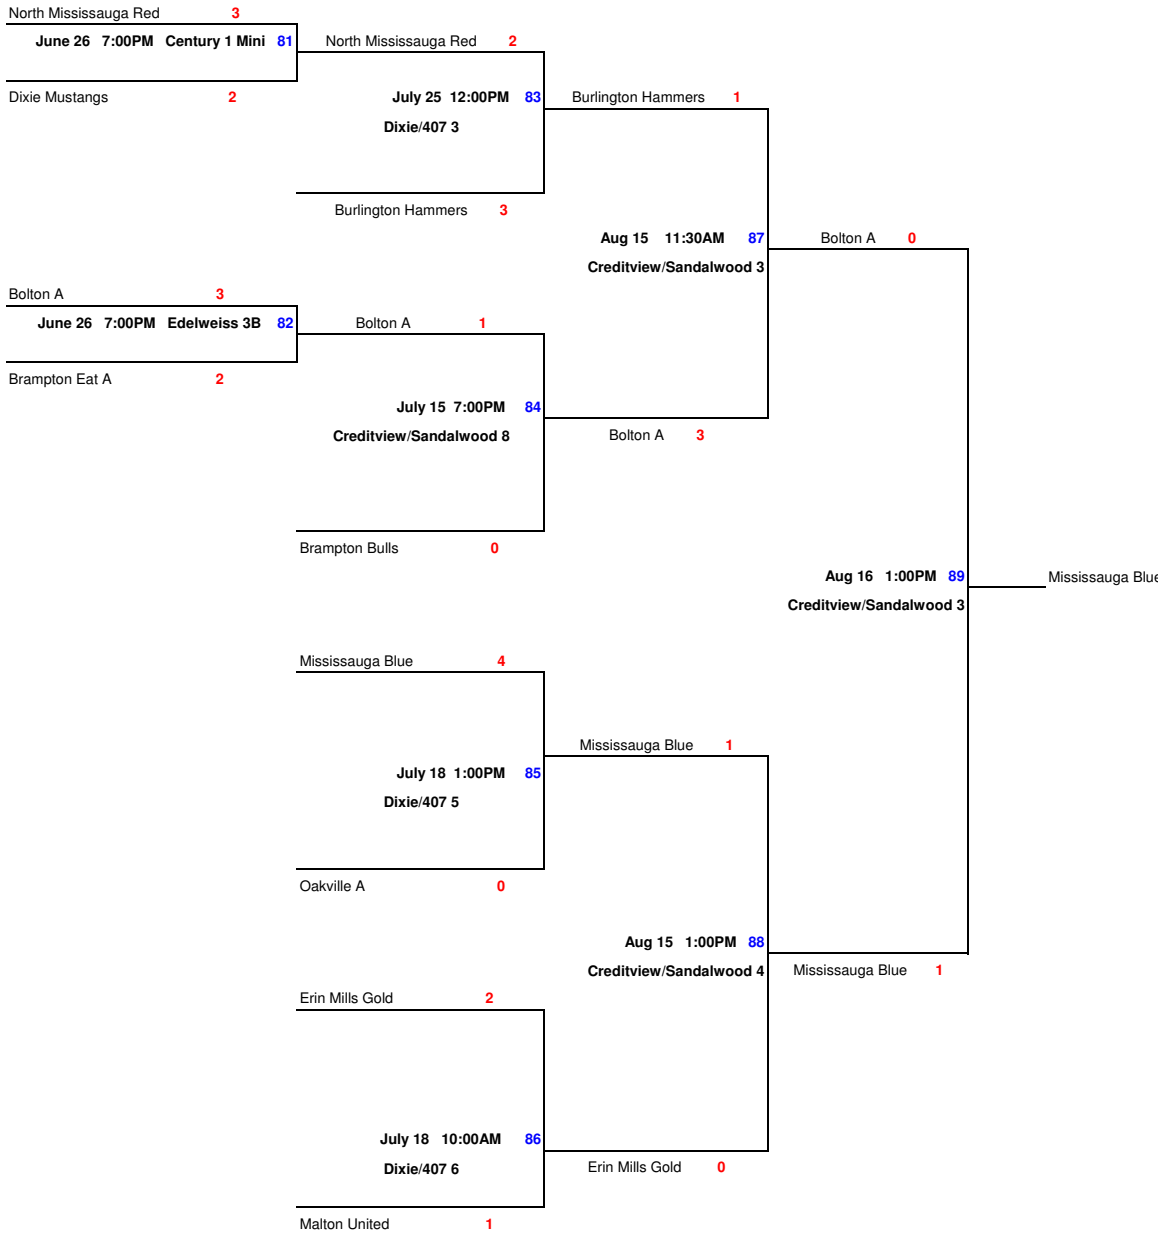 North Mississauga Red 3
June 26 7:00PM Century 1 Mini 81
North Mississauga Red 2
Dixie Mustangs 2
July 25 12:00PM 83
Burlington Hammers 1
Dixie/407 3
Burlington Hammers 3
Aug 15 11:30AM 87
Bolton A 0
Creditview/Sandalwood 3
Bolton A 3
June 26 7:00PM Edelweiss 3B 82
Bolton A 1
Brampton Eat A 2
July 15 7:00PM 84
Creditview/Sandalwood 8
Bolton A 3
Brampton Bulls 0
Aug 16 1:00PM 89
Mississauga Blue
Creditview/Sandalwood 3
Mississauga Blue 4
Mississauga Blue 1
July 18 1:00PM 85
Dixie/407 5
Oakville A 0
Aug 15 1:00PM 88
Creditview/Sandalwood 4
Mississauga Blue 1
Erin Mills Gold 2
July 18 10:00AM 86
Dixie/407 6
Erin Mills Gold 0
Malton United 1